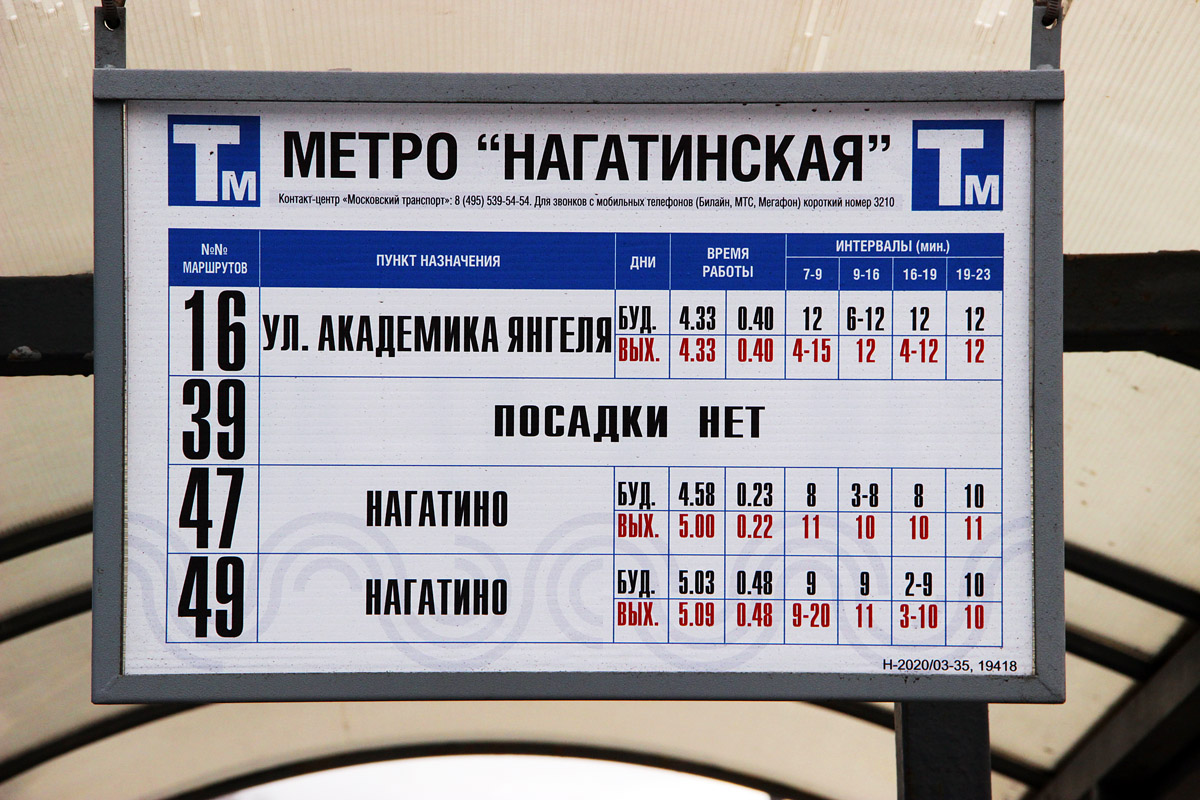 Тм МЕТРО “НАГАТИНСКАЯ” Тм
Контакт-центр «Московский транспорт»: 8 (495) 539-54-54. Для звонков с мобильных телефонов (Билайн, МТС, Мегафон) короткий номер 3210
№№ МАРШРУТОВ ПУНКТ НАЗНАЧЕНИЯ ДНИ ВРЕМЯ РАБОТЫ ИНТЕРВАЛЫ (мин.)
7-9 9-16 16-19 19-23
16 УЛ. АКАДЕМИКА ЯНГЕЛЯ БУД. 4.33 0.40 12 6-12 12 12
ВЫХ. 4.33 0.40 4-15 12 4-12 12
39 ПОСАДКИ НЕТ
47 НАГАТИНО БУД. 4.58 0.23 8 3-8 8 10
ВЫХ. 5.00 0.22 11 10 10 11
49 НАГАТИНО БУД. 5.03 0.48 9 9 2-9 10
ВЫХ. 5.09 0.48 9-20 11 3-10 10
Н-2020/03-35, 19418